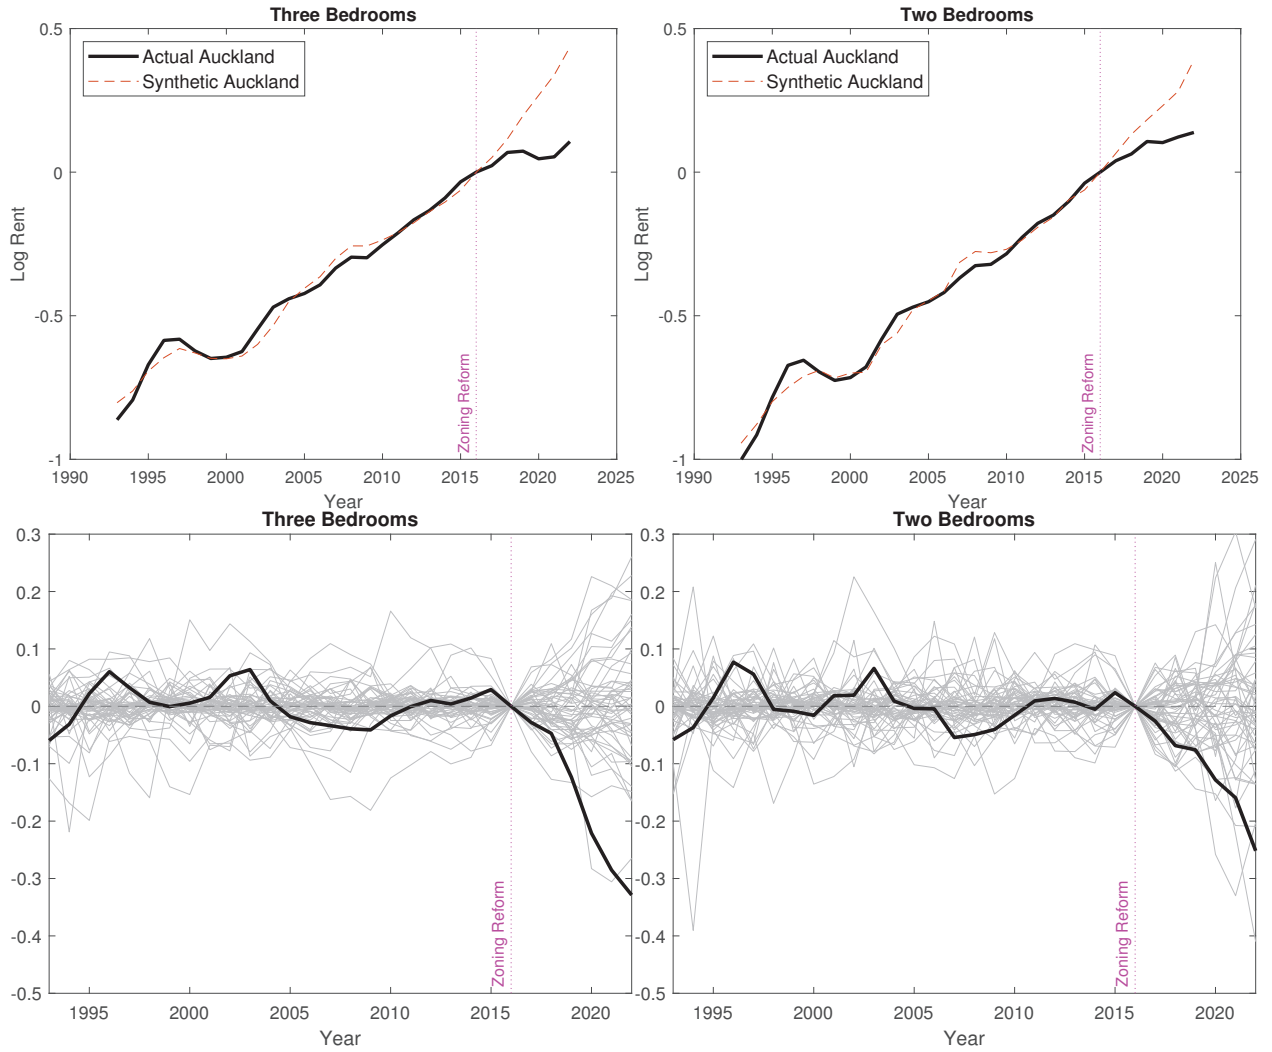 Three Bedrooms
0.5
0
-0.5
-1
Log Rent
Actual Auckland
Synthetic Auckland
Zoning Reform
1990 1995 2000 2005 2010 2015 2020 2025
Year
Two Bedrooms
0.5
0
-0.5
-1
Log Rent
Actual Auckland
Synthetic Auckland
Zoning Reform
1990 1995 2000 2005 2010 2015 2020 2025
Year
Three Bedrooms
0.3
0.2
0.1
0
-0.1
-0.2
-0.3
-0.4
-0.5
Zoning Reform
1995 2000 2005 2010 2015 2020
Year
Two Bedrooms
0.3
0.2
0.1
0
-0.1
-0.2
-0.3
-0.4
-0.5
Zoning Reform
1995 2000 2005 2010 2015 2020
Year